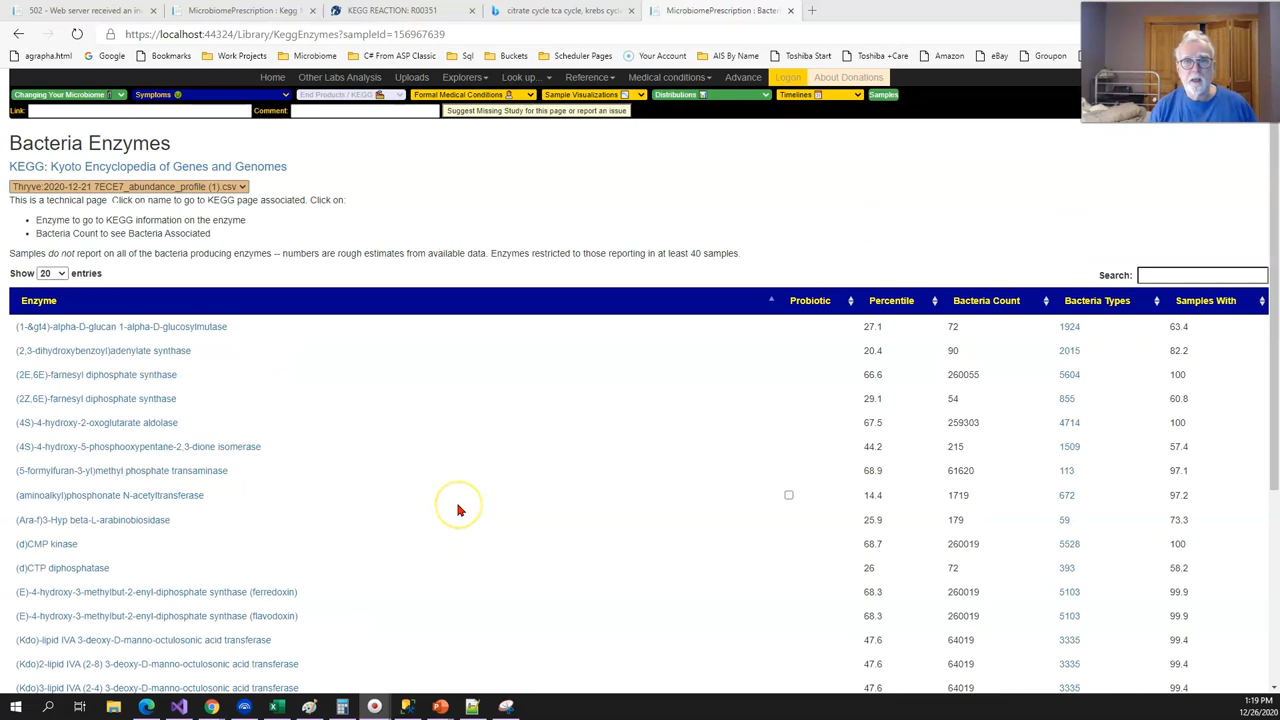 502 - Web server received an in
MicrobiomePrescription : Kegg M
KEGG REACTION: R00351
citrate cycle tca cycle, krebs cycl
MicrobiomePrescription : Bacteri
https://localhost:44324/Library/KeggEnzymes?sampleId=156967639
agrapha.html Google Bookmarks Work Projects Microbiome C# From ASP Classic Sql Buckets Scheduler Pages Your Account AIS By Name Toshiba Toshiba +Care Amazon eBay Groupon
Home Other Labs Analysis Uploads Explorers Look up... Reference Medical conditions Advance Logon About Donations
Changing Your Microbiome Symptoms End Products / KEGG Formal Medical Conditions Sample Visualizations Distributions Timelines Samples
Link: Comment: Suggest Missing Study for this page or report an issue
Bacteria Enzymes
KEGG: Kyoto Encyclopedia of Genes and Genomes
Thryve:2020-12-21 7ECE7_abundance_profile (1).csv
This is a technical page Click on name to go to KEGG page associated. Click on:
Enzyme to go to KEGG information on the enzyme
Bacteria Count to see Bacteria Associated
Samples do not report on all of the bacteria producing enzymes -- numbers are rough estimates from available data. Enzymes restricted to those reporting in at least 40 samples.
Show 20 entries Search:
Enzyme Probiotic Percentile Bacteria Count Bacteria Types Samples With
(1-&gt4)-alpha-D-glucan 1-alpha-D-glucosylmutase 27.1 72 1924 63.4
(2,3-dihydroxybenzoyl)adenylate synthase 20.4 90 2015 82.2
(2E,6E)-farnesyl diphosphate synthase 66.6 260055 5604 100
(2Z,6E)-farnesyl diphosphate synthase 29.1 54 855 60.8
(4S)-4-hydroxy-2-oxoglutarate aldolase 67.5 259303 4714 100
(4S)-4-hydroxy-5-phosphooxypentane-2,3-dione isomerase 44.2 215 1509 57.4
(5-formylfuran-3-yl)methyl phosphate transaminase 68.9 61620 113 97.1
(aminoalkyl)phosphonate N-acetyltransferase 14.4 1719 672 97.2
(Ara-f)3-Hyp beta-L-arabinobiosidase 25.9 179 59 73.3
(d)CMP kinase 68.7 260019 5528 100
(d)CTP diphosphatase 26 72 393 58.2
(E)-4-hydroxy-3-methylbut-2-enyl-diphosphate synthase (ferredoxin) 68.3 260019 5103 99.9
(E)-4-hydroxy-3-methylbut-2-enyl-diphosphate synthase (flavodoxin) 68.3 260019 5103 99.9
(Kdo)-lipid IVA 3-deoxy-D-manno-octulosonic acid transferase 47.6 64019 3335 99.4
(Kdo)2-lipid IVA (2-8) 3-deoxy-D-manno-octulosonic acid transferase 47.6 64019 3335 99.4
(Kdo)3-lipid IVA (2-4) 3-deoxy-D-manno-octulosonic acid transferase 47.6 64019 3335 99.4
1:19 PM
12/26/2020